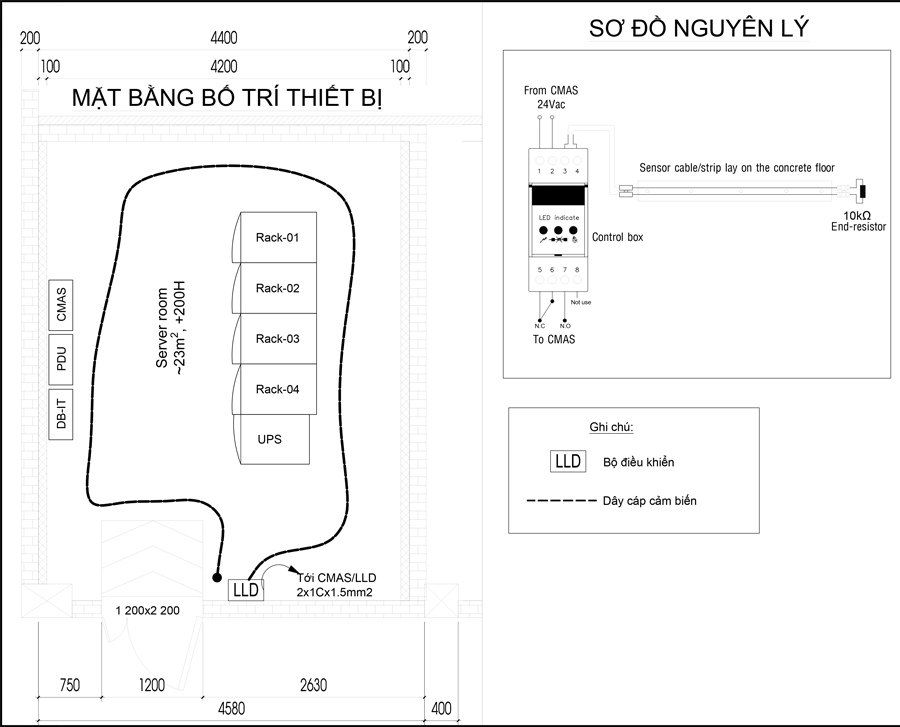 200
4400
200
100
4200
100
MẶT BẰNG BỐ TRÍ THIẾT BỊ
Rack-01
Rack-02
Rack-03
Rack-04
UPS
Server room
~23m², +200H
CMAS
PDU
DB-IT
LLD
Tới CMAS/LLD
2x1Cx1.5mm2
1 200x2 200
750
1200
2630
4580
400
SƠ ĐỒ NGUYÊN LÝ
From CMAS
24Vac
1 2 3 4
LED indicate
Control box
5 6 7 8
Not use
N.C
N.O
To CMAS
Sensor cable/strip lay on the concrete floor
10kΩ
End-resistor
Ghi chú:
LLD
Bộ điều khiển
Dây cáp cảm biến